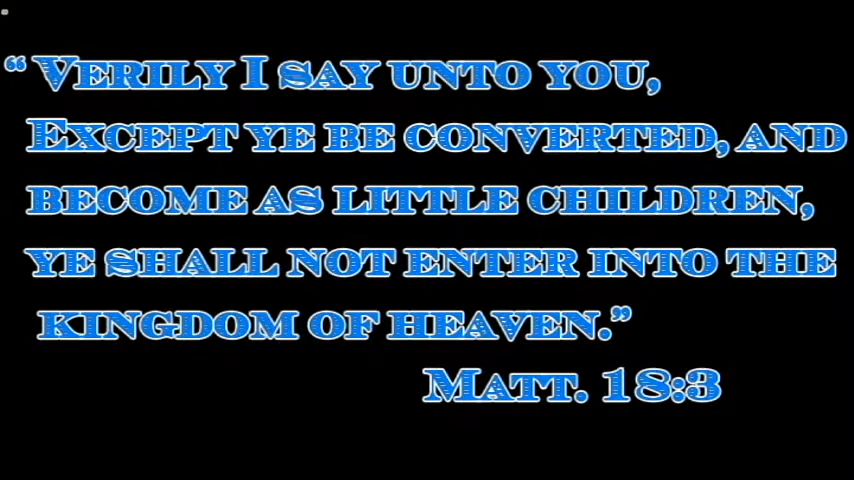 “Verily I say unto you,
Except ye be converted, and
become as little children,
ye shall not enter into the
kingdom of heaven.”
Matt. 18:3